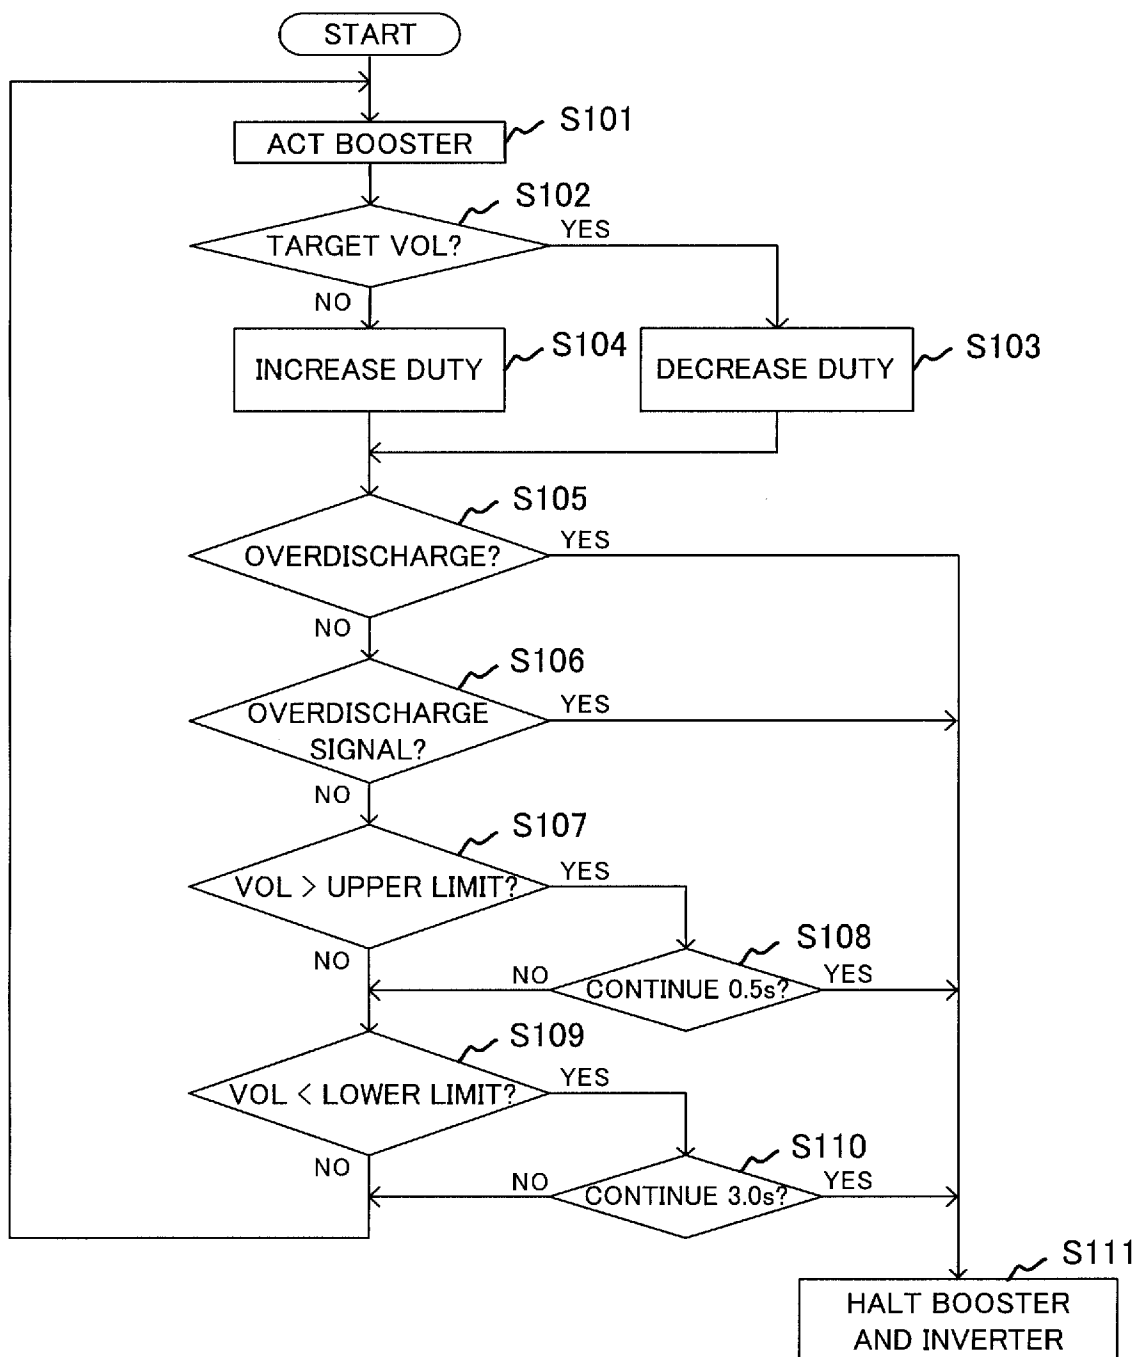 START
ACT BOOSTER
S101
S102
TARGET VOL?
YES
NO
INCREASE DUTY
S104
DECREASE DUTY
S103
S105
OVERDISCHARGE?
YES
NO
S106
OVERDISCHARGE
SIGNAL?
YES
NO
S107
VOL > UPPER LIMIT?
YES
NO
S108
CONTINUE 0.5s?
NO
YES
S109
VOL < LOWER LIMIT?
YES
NO
S110
CONTINUE 3.0s?
NO
YES
S111
HALT BOOSTER
AND INVERTER